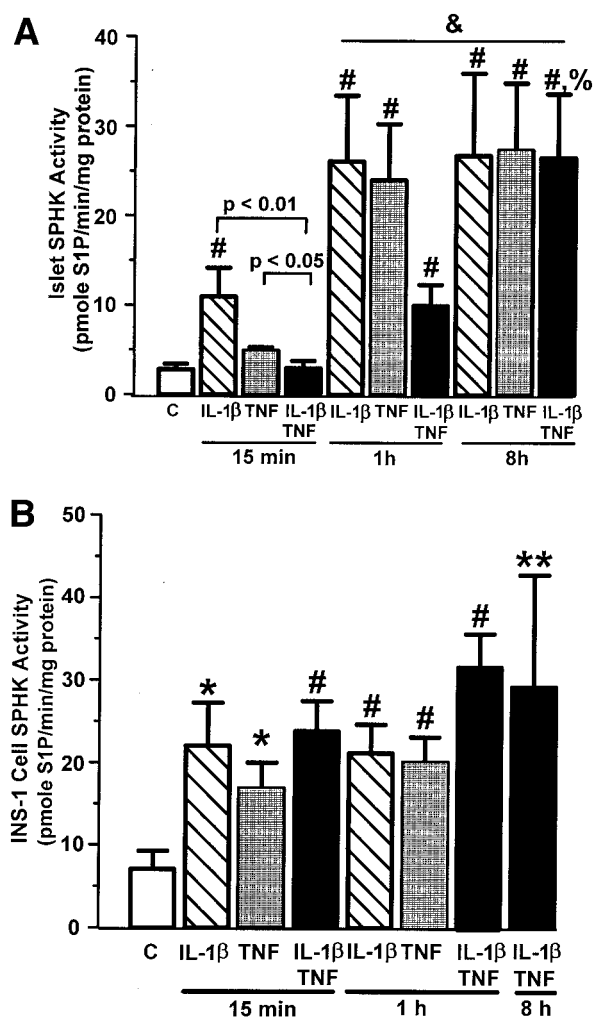 A
&
40
30
20
10
0
Islet SPHK Activity
(pmole S1P/min/mg protein)
# # # # #,%
p < 0.01
#
p < 0.05
#
C IL-1β TNF IL-1β IL-1β TNF IL-1β IL-1β TNF IL-1β
TNF TNF TNF
15 min 1h 8h
B
50
40
30
20
10
0
INS-1 Cell SPHK Activity
(pmole S1P/min/mg protein)
**
#
* # # #
*
C IL-1β TNF IL-1β IL-1β TNF IL-1β IL-1β
TNF TNF TNF
15 min 1 h 8 h